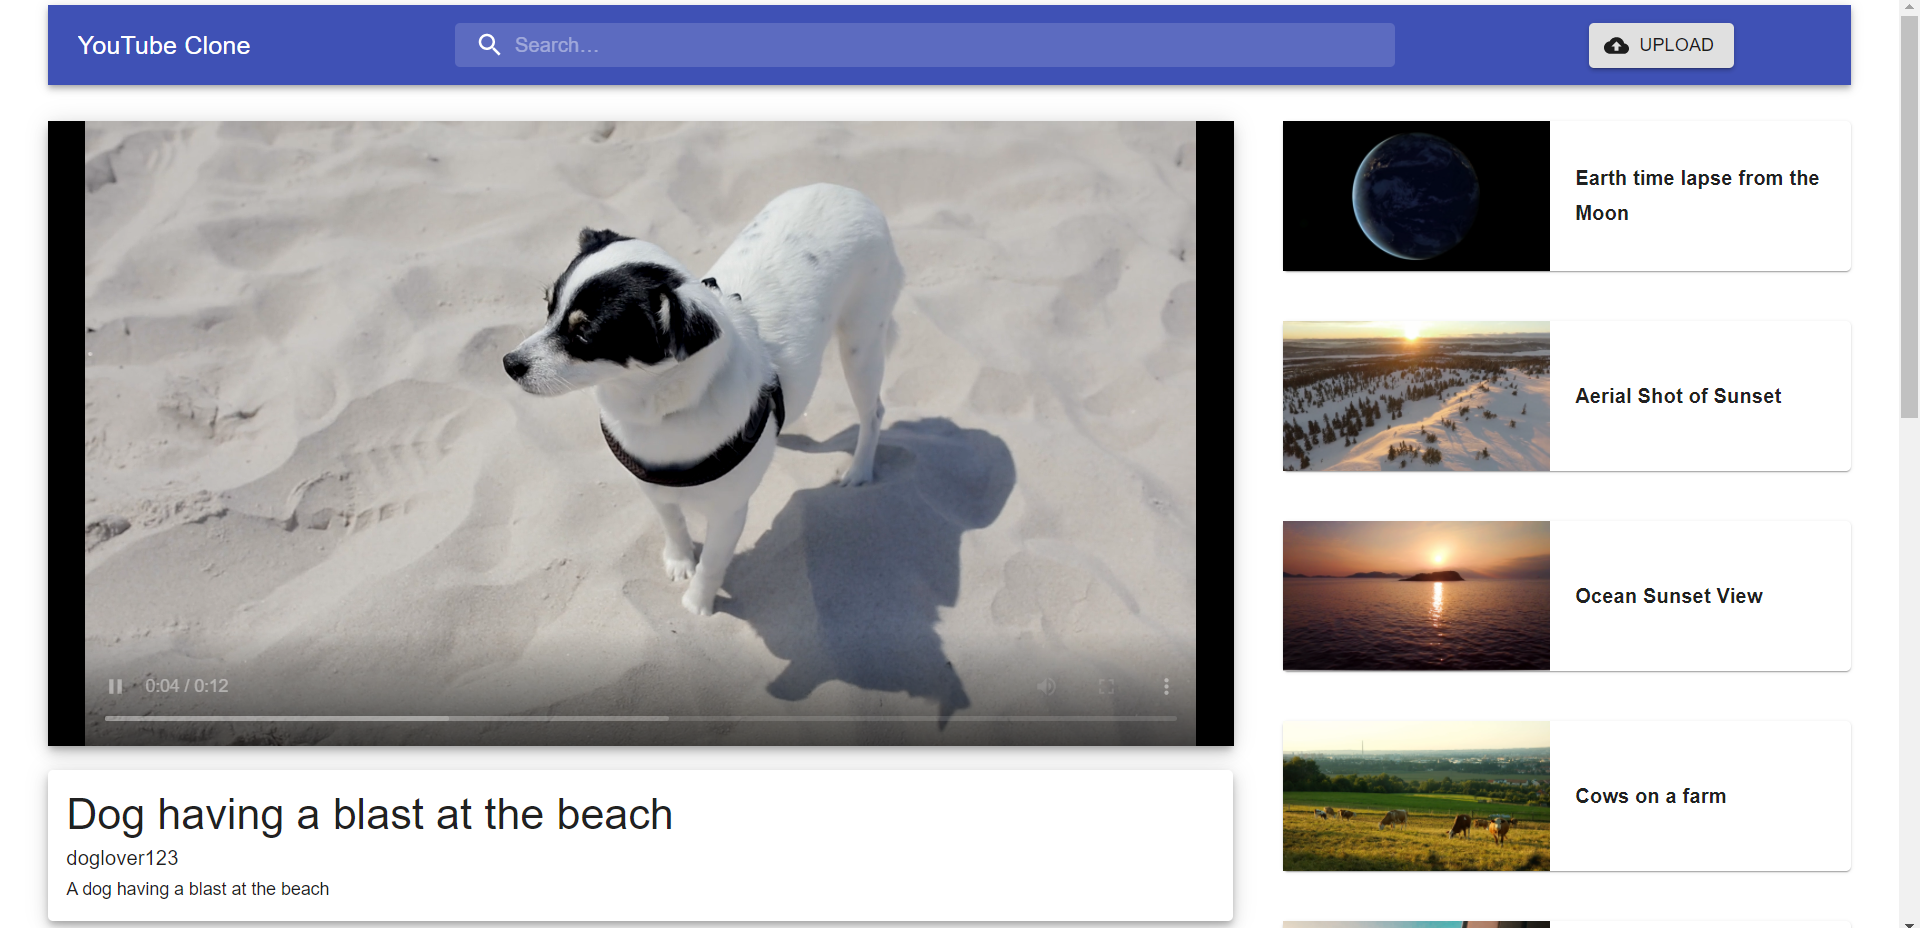 YouTube Clone
Search...
UPLOAD
0:04 / 0:12
Dog having a blast at the beach
doglover123
A dog having a blast at the beach
Earth time lapse from the
Moon
Aerial Shot of Sunset
Ocean Sunset View
Cows on a farm